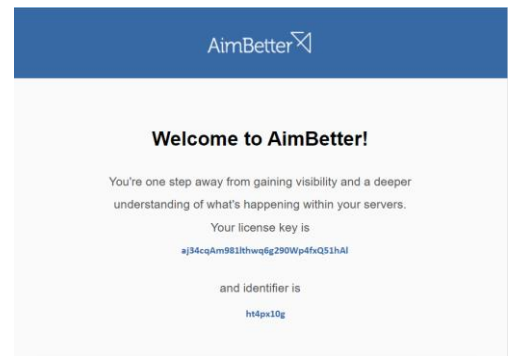 AimBetter
Welcome to AimBetter!
You're one step away from gaining visibility and a deeper
understanding of what's happening within your servers.
Your license key is
aj34cqAm981lthwq6g290Wp4fxQ51hAl
and identifier is
ht4px10g